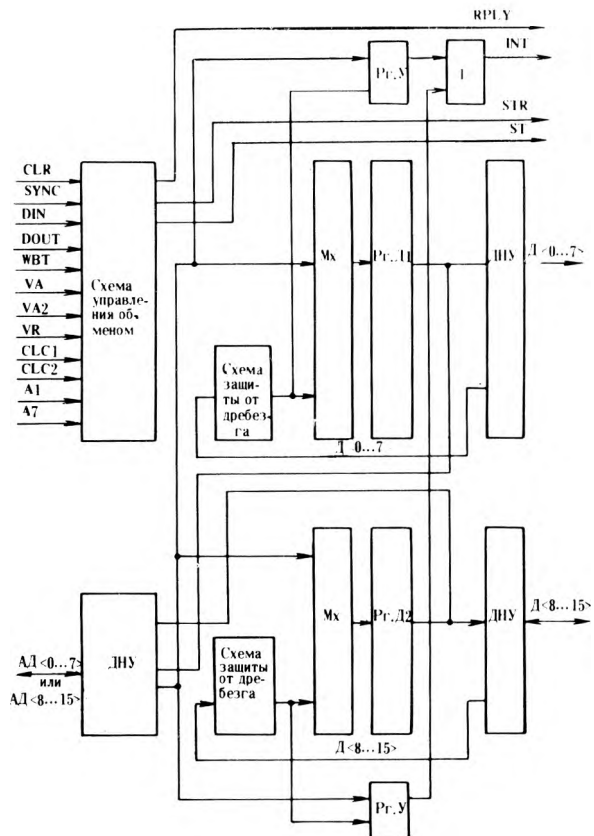 RPLY
INT
Рг.У
1
STR
ST
CLR
SYNC
DIN
DOUT
WBT
VA
VA2
VR
CLC1
CLC2
A1
A7
Схема
управле-
ния об-
меном
Мх
Рг.Д1
ДНУ
Д <0...7>
Схема
защи-
ты от
дребез-
га
Д <0...7
Мх
Рг.Д2
ДНУ
Д<8...15>
АД <0...7>
или
АД <8...15>
ДНУ
Схема
защиты
от дре-
безга
Д<8...15>
Рг.У